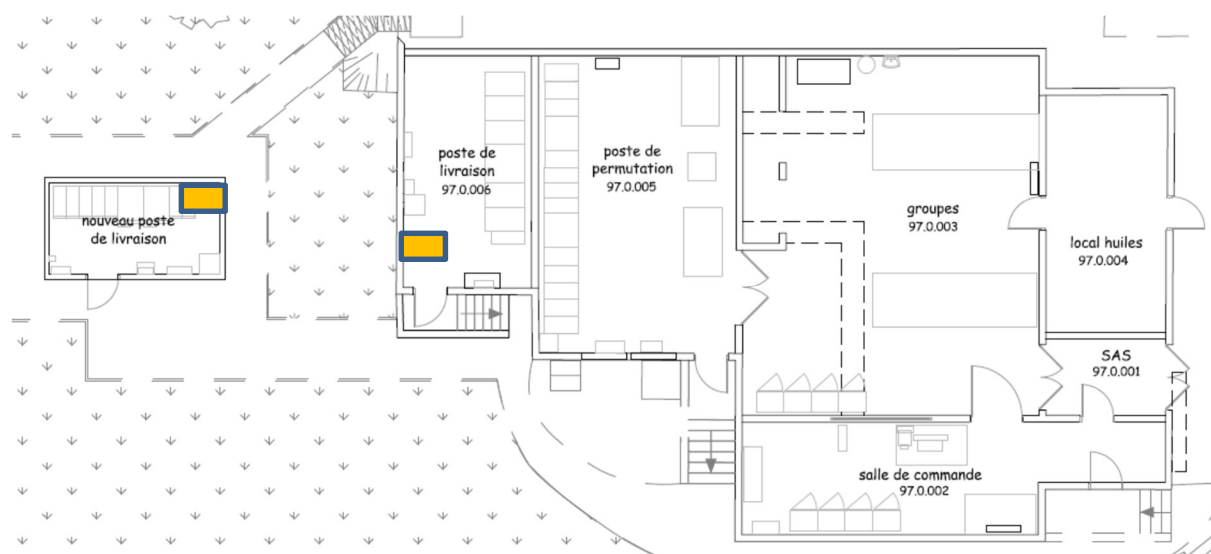 nouveau poste
de livraison
poste de
livraison
97.0.006
poste de
permutation
97.0.005
groupes
97.0.003
local huiles
97.0.004
SAS
97.0.001
salle de commande
97.0.002